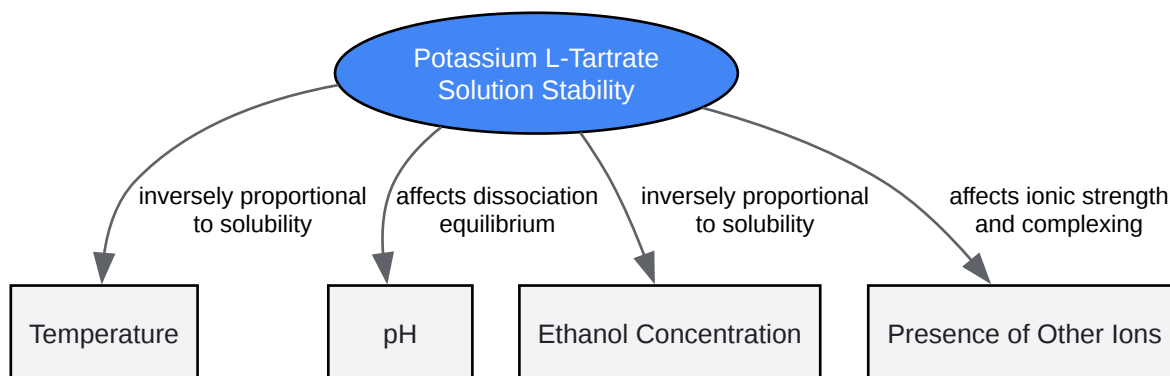 Potassium L-Tartrate
Solution Stability
inversely proportional
to solubility
affects dissociation
equilibrium
inversely proportional
to solubility
affects ionic strength
and complexing
Temperature
pH
Ethanol Concentration
Presence of Other Ions